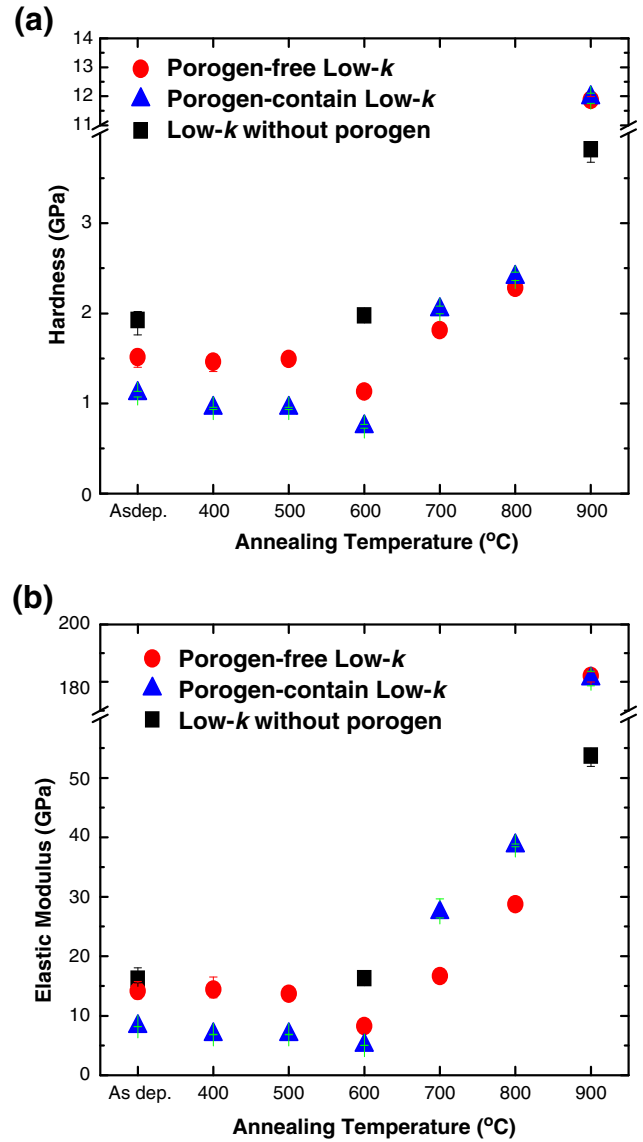 (a)
14
13
12
11
3
2
1
0
Hardness (GPa)
Porogen-free Low-k
Porogen-contain Low-k
Low-k without porogen
Asdep. 400 500 600 700 800 900
Annealing Temperature (°C)
(b)
200
180
50
40
30
20
10
0
Elastic Modulus (GPa)
Porogen-free Low-k
Porogen-contain Low-k
Low-k without porogen
As dep. 400 500 600 700 800 900
Annealing Temperature (°C)